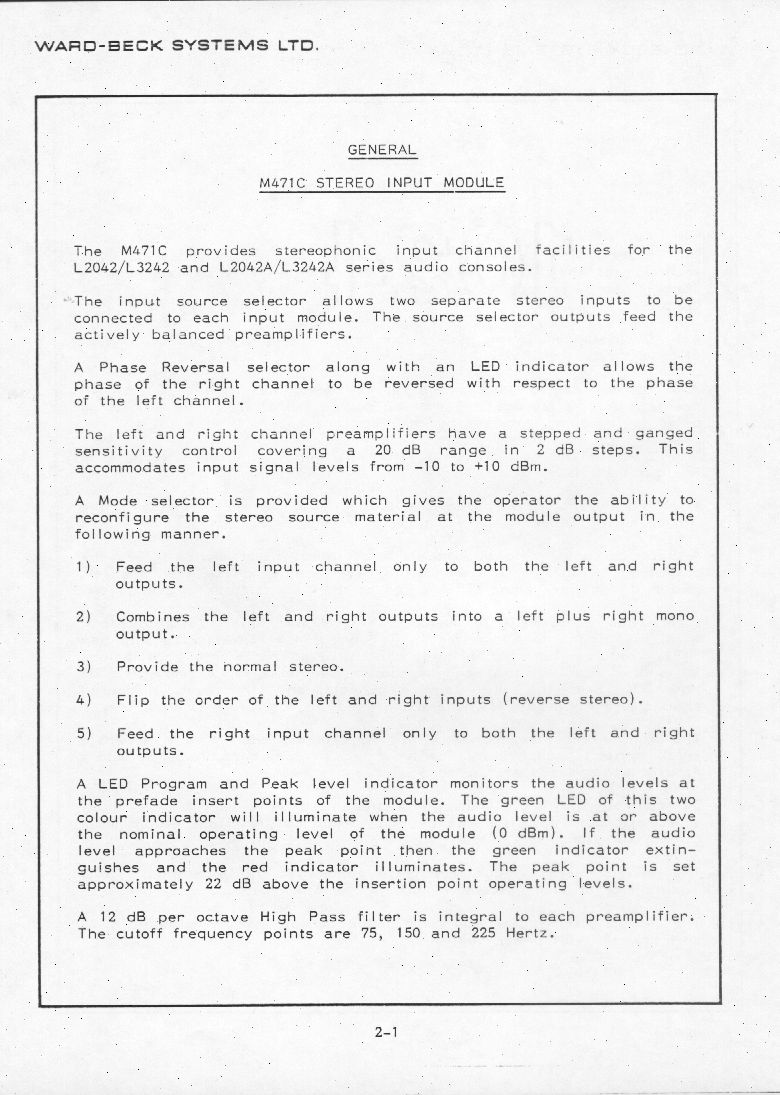 WARD-BECK SYSTEMS LTD.
GENERAL
M471C STEREO INPUT MODULE
The M471C provides stereophonic input channel facilities for the
L2042/L3242 and L2042A/L3242A series audio consoles.
The input source selector allows two separate stereo inputs to be
connected to each input module. The source selector outputs feed the
actively balanced preamplifiers.
A Phase Reversal selector along with an LED indicator allows the
phase of the right channel to be reversed with respect to the phase
of the left channel.
The left and right channel preamplifiers have a stepped and ganged
sensitivity control covering a 20 dB range in 2 dB steps. This
accommodates input signal levels from -10 to +10 dBm.
A Mode selector is provided which gives the operator the ability to
reconfigure the stereo source material at the module output in the
following manner.
1) Feed the left input channel only to both the left and right
outputs.
2) Combines the left and right outputs into a left plus right mono
output.
3) Provide the normal stereo.
4) Flip the order of the left and right inputs (reverse stereo).
5) Feed the right input channel only to both the left and right
outputs.
A LED Program and Peak level indicator monitors the audio levels at
the prefade insert points of the module. The green LED of this two
colour indicator will illuminate when the audio level is at or above
the nominal operating level of the module (0 dBm). If the audio
level approaches the peak point then the green indicator extin-
guishes and the red indicator illuminates. The peak point is set
approximately 22 dB above the insertion point operating levels.
A 12 dB per octave High Pass filter is integral to each preamplifier.
The cutoff frequency points are 75, 150 and 225 Hertz.
2-1